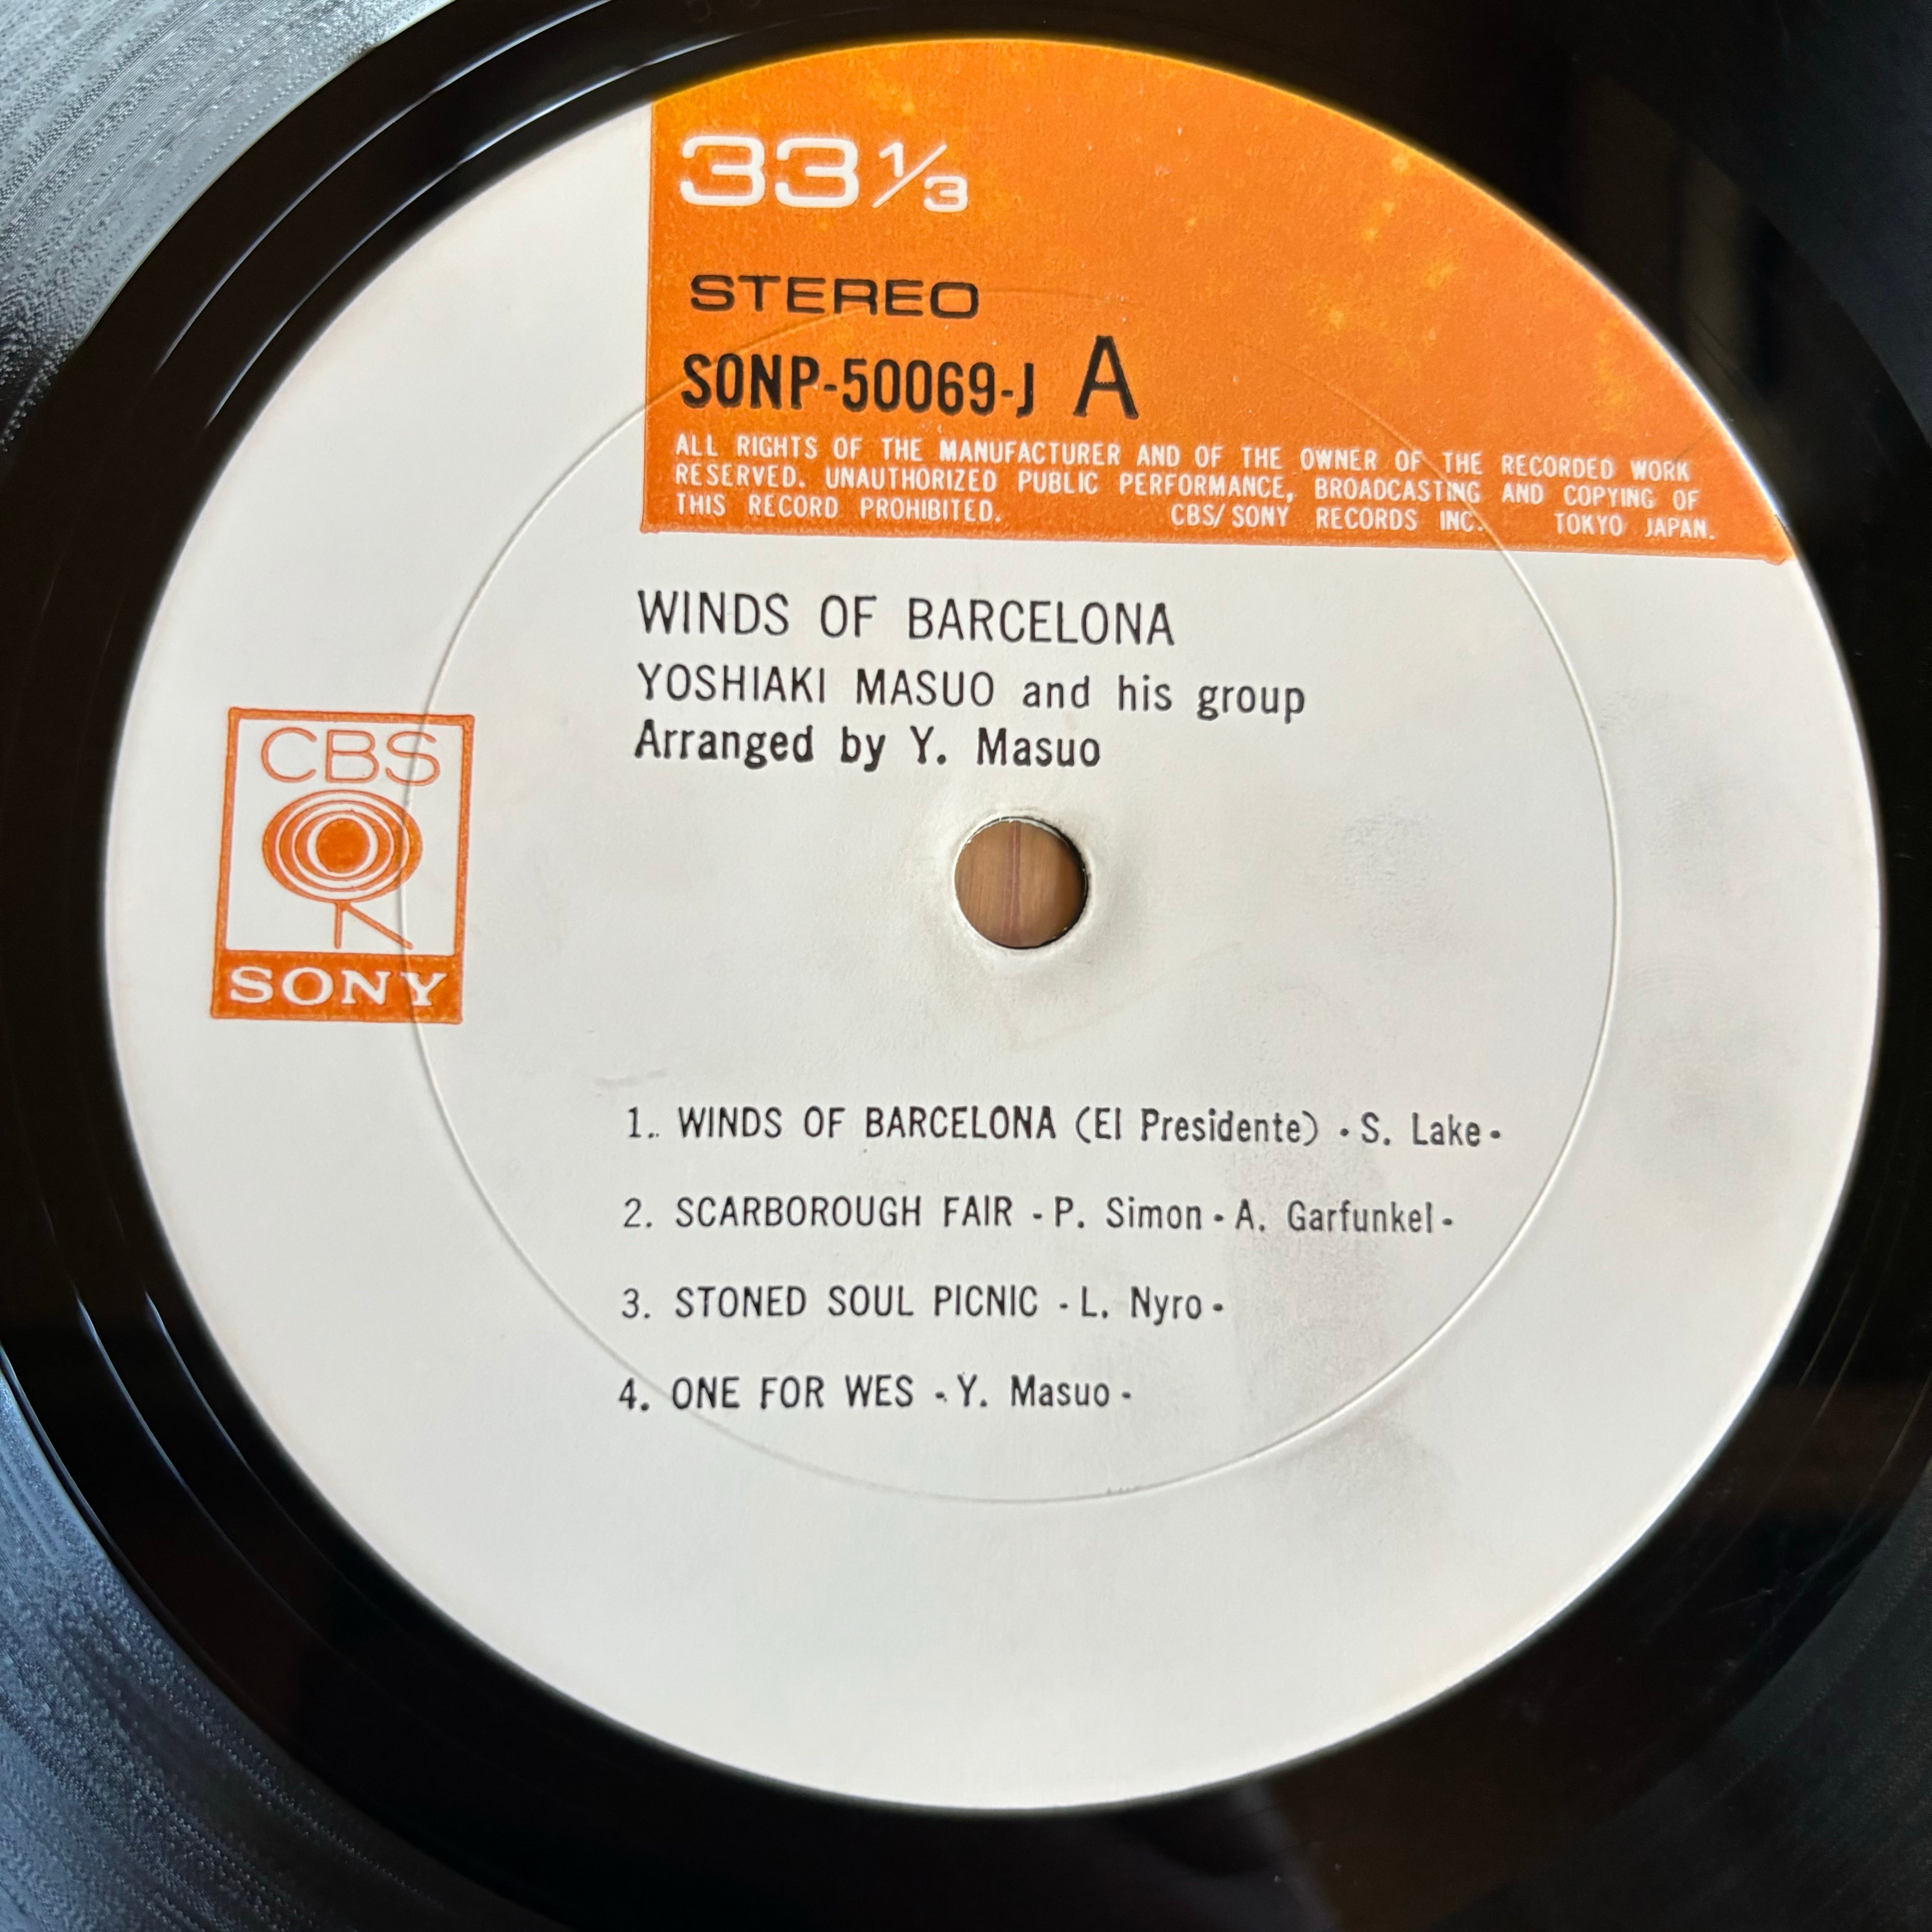 33 1/3
STEREO
SONP-50069-J A
ALL RIGHTS OF THE MANUFACTURER AND OF THE OWNER OF THE RECORDED WORK
RESERVED. UNAUTHORIZED PUBLIC PERFORMANCE, BROADCASTING AND COPYING OF
THIS RECORD PROHIBITED. CBS/SONY RECORDS INC. TOKYO JAPAN.
WINDS OF BARCELONA
YOSHIAKI MASUO and his group
Arranged by Y. Masuo
CBS
SONY
1. WINDS OF BARCELONA (El Presidente) - S. Lake -
2. SCARBOROUGH FAIR - P. Simon - A. Garfunkel -
3. STONED SOUL PICNIC - L. Nyro -
4. ONE FOR WES - Y. Masuo -